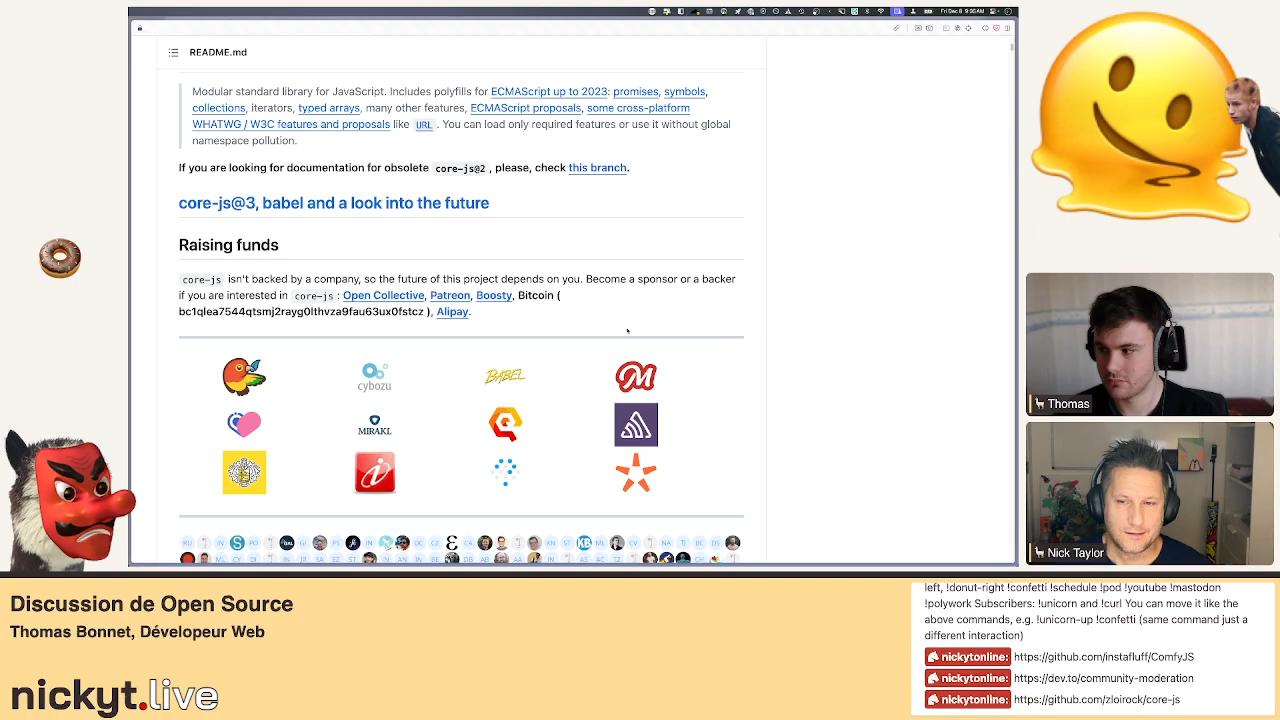 Fri Dec 8 9:35 AM
README.md
Modular standard library for JavaScript. Includes polyfills for ECMAScript up to 2023: promises, symbols,
collections, iterators, typed arrays, many other features, ECMAScript proposals, some cross-platform
WHATWG / W3C features and proposals like URL. You can load only required features or use it without global
namespace pollution.
If you are looking for documentation for obsolete core-js@2, please, check this branch.
core-js@3, babel and a look into the future
Raising funds
core-js isn't backed by a company, so the future of this project depends on you. Become a sponsor or a backer
if you are interested in core-js: Open Collective, Patreon, Boosty, Bitcoin (
bc1qlea7544qtsmj2rayg0lthvza9fau63ux0fstcz ), Alipay.
cybozu
BABEL
M
MIRAKL
i
Thomas
Nick Taylor
Discussion de Open Source
Thomas Bonnet, Dévelopeur Web
nickyt.live
left, !donut-right !confetti !schedule !pod !youtube !mastodon
!polywork Subscribers: !unicorn and !curl You can move it like the
above commands, e.g. !unicorn-up !confetti (same command just a
different interaction)
nickytonline: https://github.com/instafluff/ComfyJS
nickytonline: https://dev.to/community-moderation
nickytonline: https://github.com/zloirock/core-js